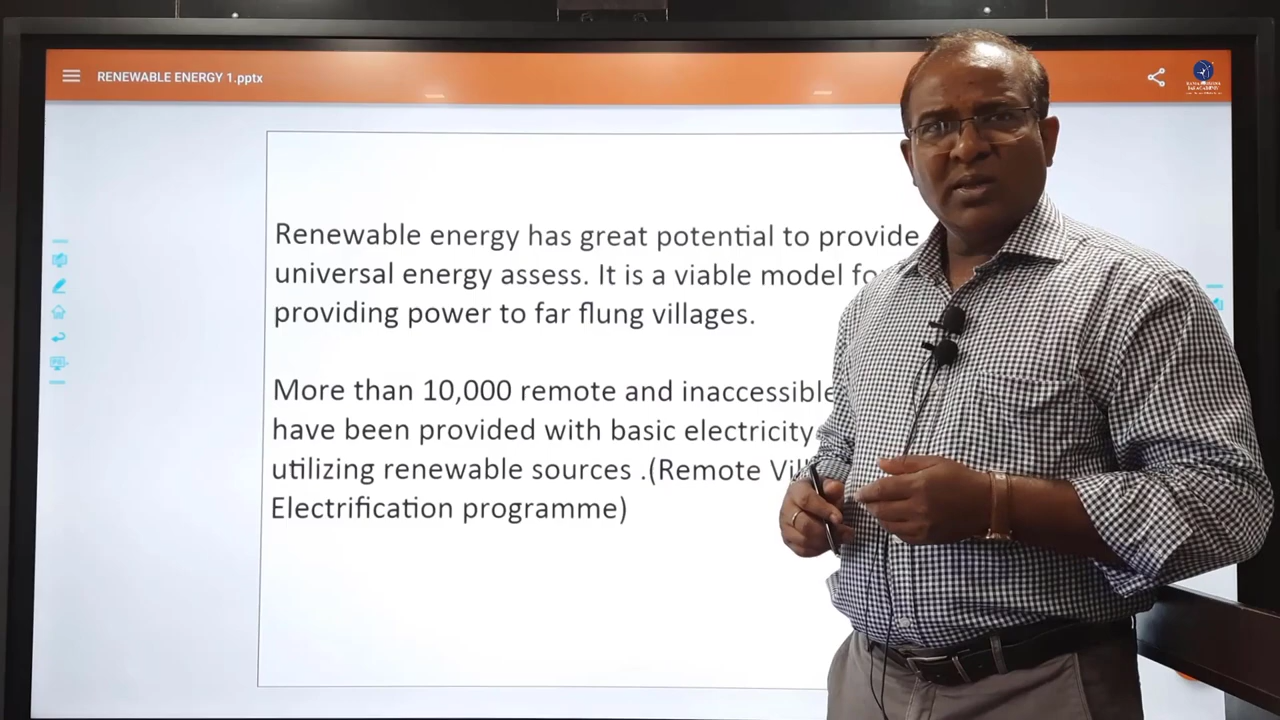 RENEWABLE ENERGY 1.pptx
Renewable energy has great potential to provide
universal energy assess. It is a viable model
providing power to far flung villages.
More than 10,000 remote and inaccessible
have been provided with basic electricity
utilizing renewable sources .(Remote
Electrification programme)